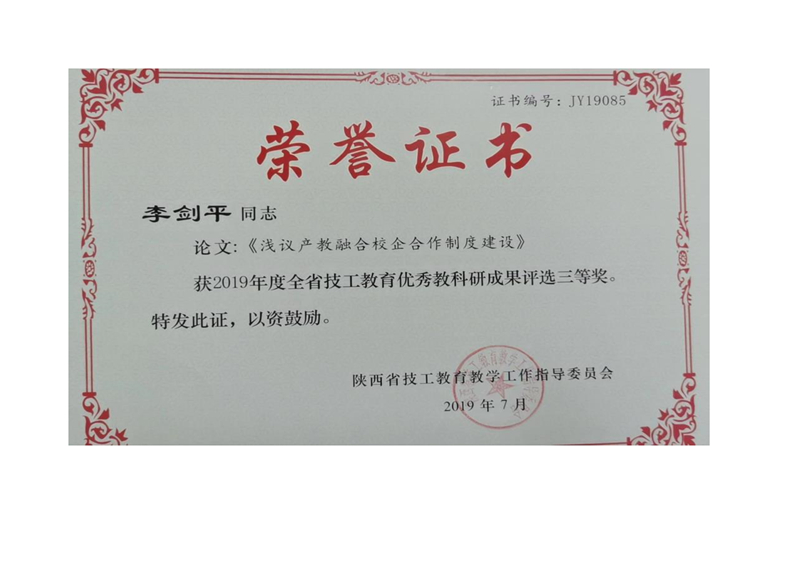 证书编号：JY19085
荣誉证书
李剑平 同志
论文：《浅议产教融合校企合作制度建设》
获2019年度全省技工教育优秀教科研成果评选三等奖。
特发此证，以资鼓励。
陕西省技工教育教学工作指导委员会
2019 年 7 月